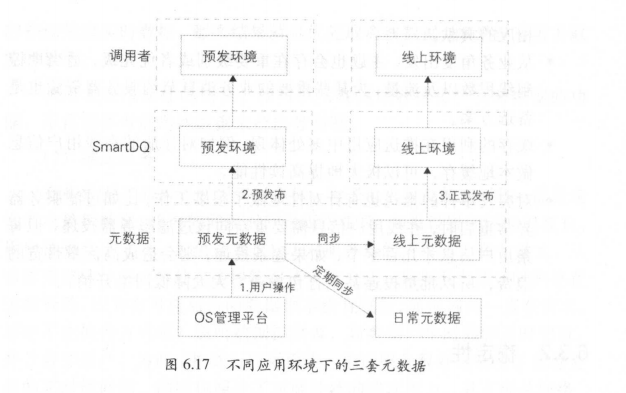 调用者 预发环境 线上环境
SmartDQ 预发环境 线上环境
2.预发布 3.正式发布
元数据 预发元数据 同步 线上元数据
定期同步
1.用户操作
OS管理平台 日常元数据
图 6.17 不同应用环境下的三套元数据